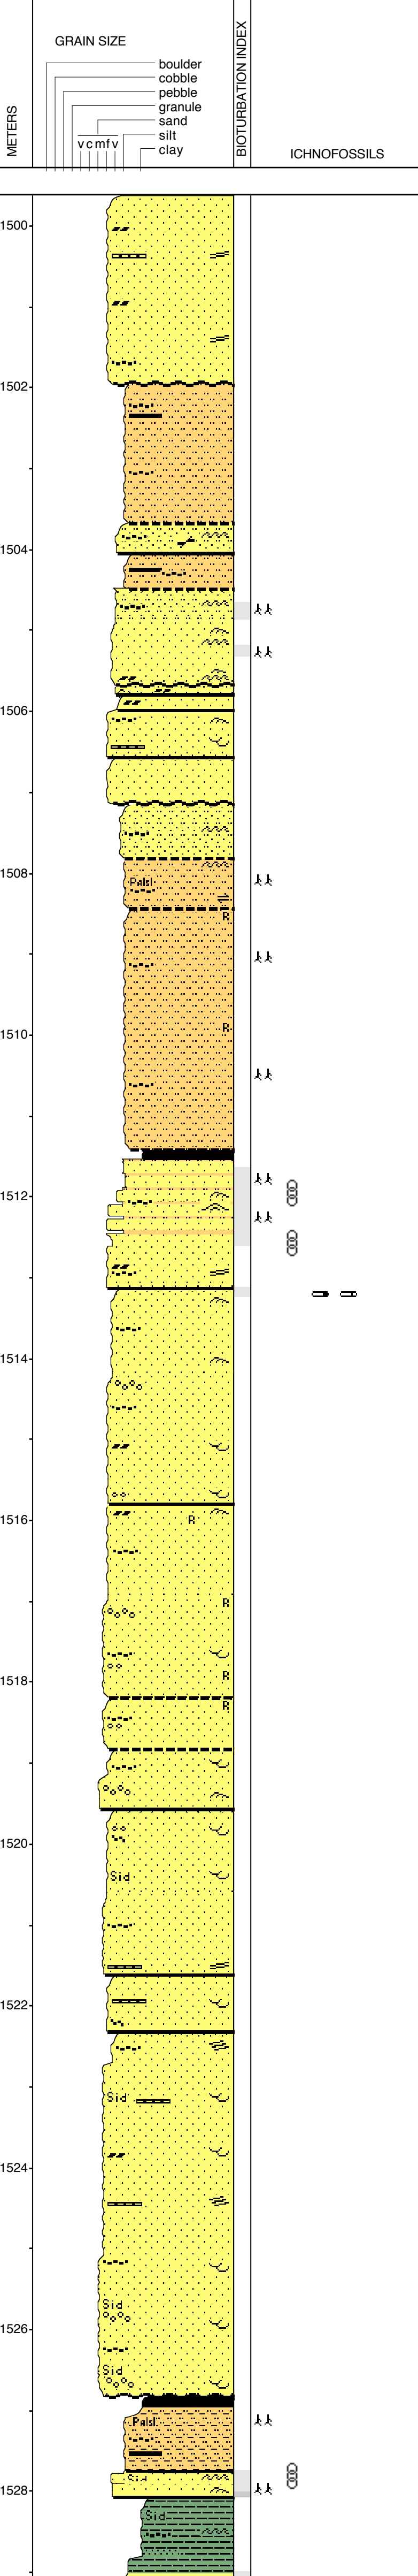 GRAIN SIZE
boulder
cobble
pebble
granule
sand
v c m f v
silt
clay
METERS
BIOTURBATION INDEX
ICHNOFOSSILS
1500
1502
1504
1506
1508
Palsl
R
1510
R
1512
1514
1516
R
R
1518
R
R
1520
Sid
1522
Sid
1524
1526
Sid
Sid
Palsl
1528
Sid
Sid